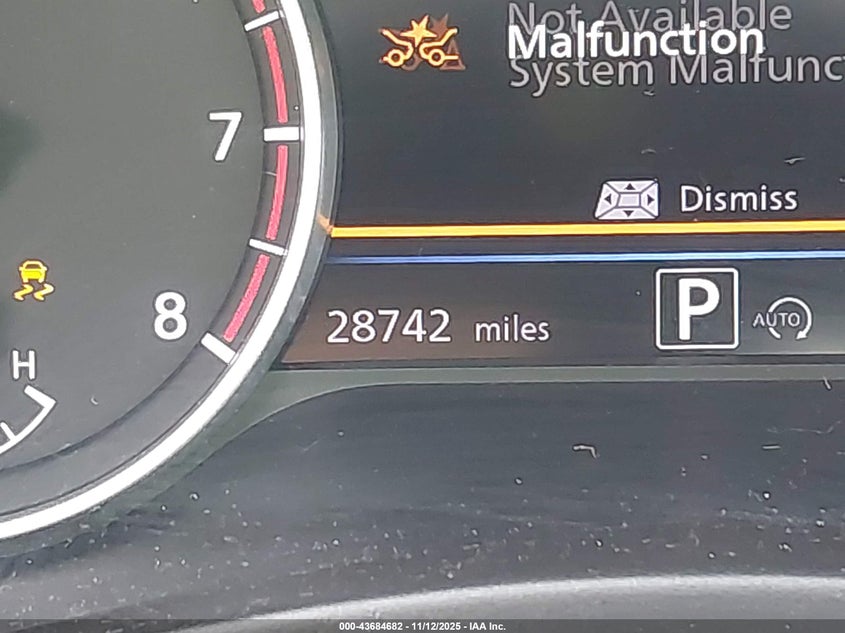 Not Available
Malfunction
System Malfunc
7
Dismiss
8
P
AUTO
28742 miles
H
000-43684682 - 11/12/2025 - IAA Inc.